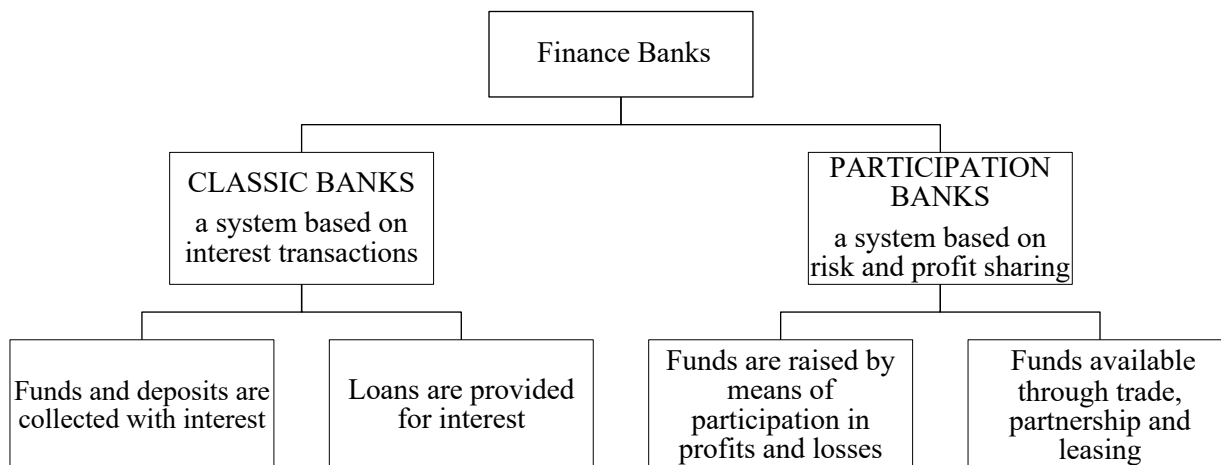 Finance Banks
CLASSIC BANKS
a system based on
interest transactions
PARTICIPATION
BANKS
a system based on
risk and profit sharing
Funds and deposits are
collected with interest
Loans are provided
for interest
Funds are raised by
means of
participation in
profits and losses
Funds available
through trade,
partnership and
leasing